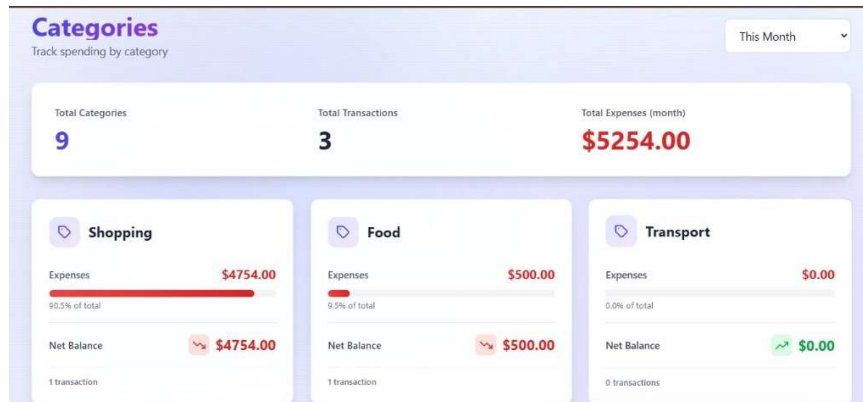 Categories
Track spending by category
This Month
Total Categories
9
Total Transactions
3
Total Expenses (month)
$5254.00
Shopping
Expenses $4754.00
90.5% of total
Net Balance $4754.00
1 transaction
Food
Expenses $500.00
9.5% of total
Net Balance $500.00
1 transaction
Transport
Expenses $0.00
0.0% of total
Net Balance $0.00
0 transactions